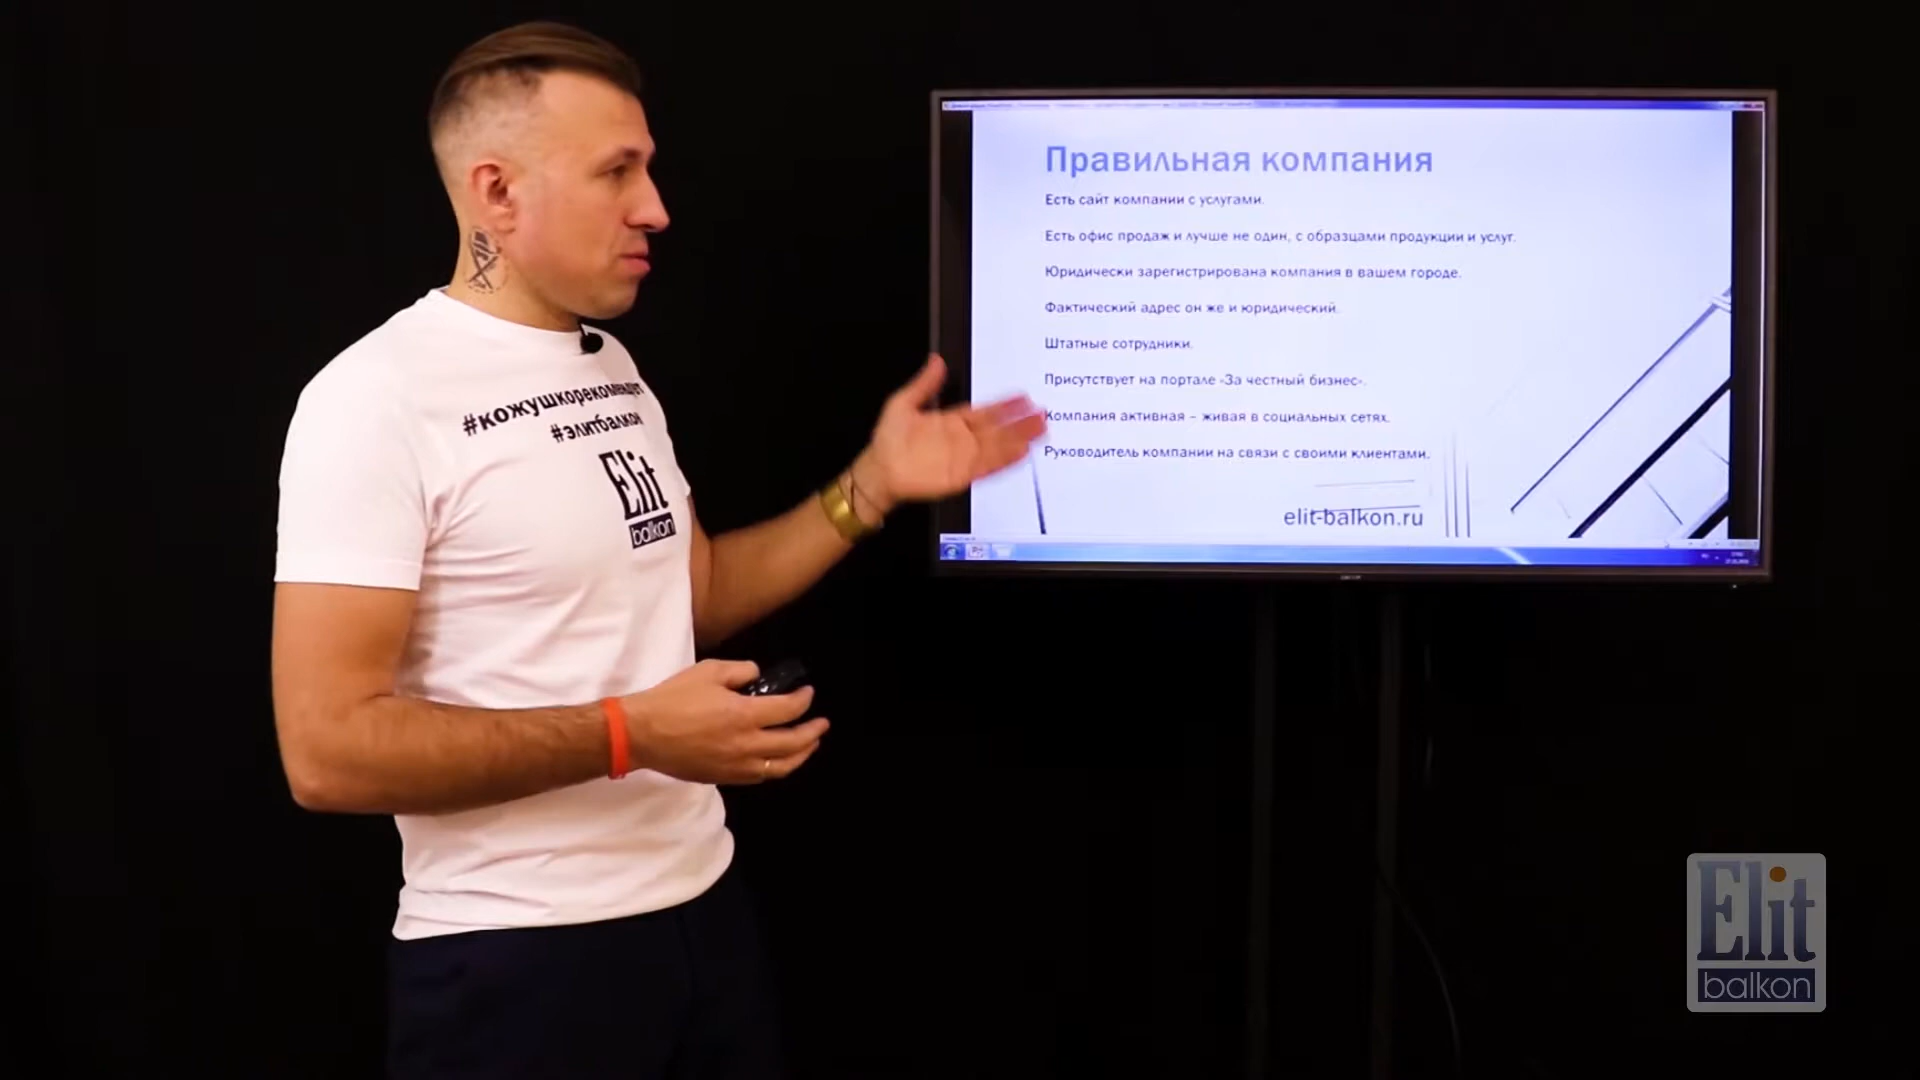 Правильная компания
Есть сайт компании с услугами.
Есть офис продаж и лучше не один, с образцами продукции и услуг.
Юридически зарегистрирована компания в вашем городе.
Фактический адрес он же и юридический.
Штатные сотрудники.
Присутствует на портале «За честный бизнес».
Компания активная – живая в социальных сетях.
Руководитель компании на связи с своими клиентами.
elit-balkon.ru
#кожушкорекомендует
#элитбалкон
Elit
balkon
Elit
balkon